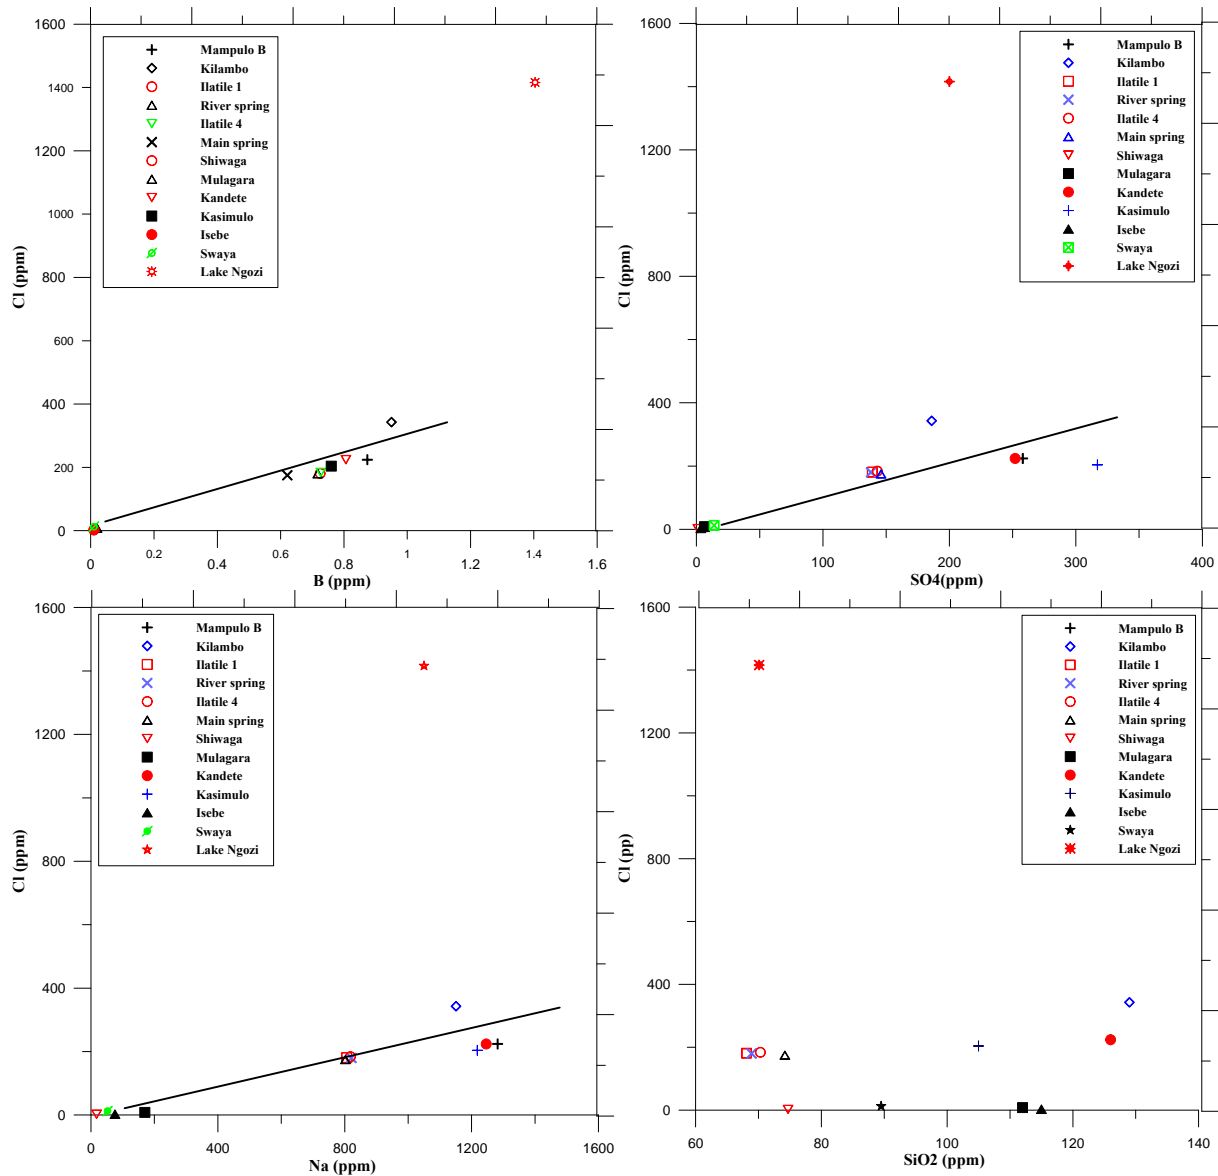 1600
1400
1200
1000
800
600
400
200
0
Cl (ppm)
0
0.2
0.4
0.6
0.8
1
1.2
1.4
1.6
B (ppm)
Mampulo B
Kilambo
Ilatile 1
River spring
Ilatile 4
Main spring
Shiwaga
Mulagara
Kandete
Kasimulo
Isebe
Swaya
Lake Ngozi
1600
1200
800
400
0
Cl (ppm)
0
100
200
300
400
SO4(ppm)
Mampulo B
Kilambo
Ilatile 1
River spring
Ilatile 4
Main spring
Shiwaga
Mulagara
Kandete
Kasimulo
Isebe
Swaya
Lake Ngozi
1600
1200
800
400
0
Cl (ppm)
0
400
800
1200
1600
Na (ppm)
Mampulo B
Kilambo
Ilatile 1
River spring
Ilatile 4
Main spring
Shiwaga
Mulagara
Kandete
Kasimulo
Isebe
Swaya
Lake Ngozi
1600
1200
800
400
0
Cl (pp)
60
80
100
120
140
SiO2 (ppm)
Mampulo B
Kilambo
Ilatile 1
River spring
Ilatile 4
Main spring
Shiwaga
Mulagara
Kandete
Kasimulo
Isebe
Swaya
Lake Ngozi